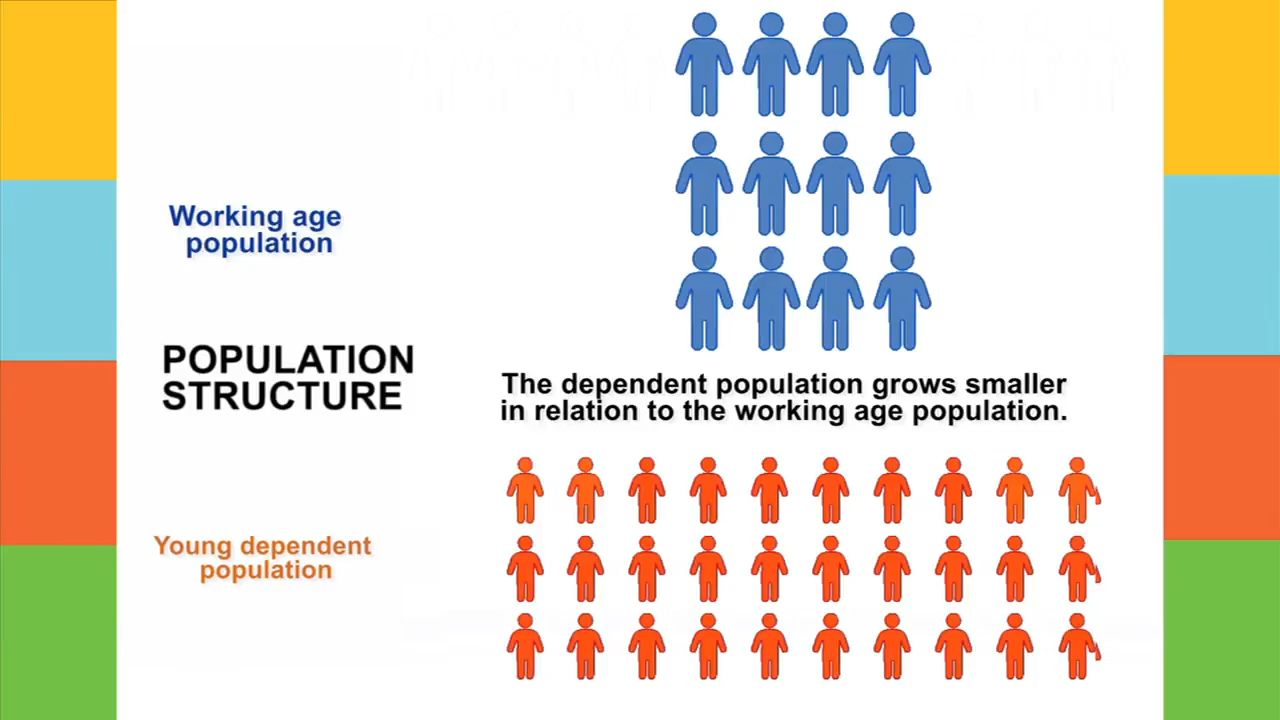 Working age
population
POPULATION
STRUCTURE
The dependent population grows smaller
in relation to the working age population.
Young dependent
population